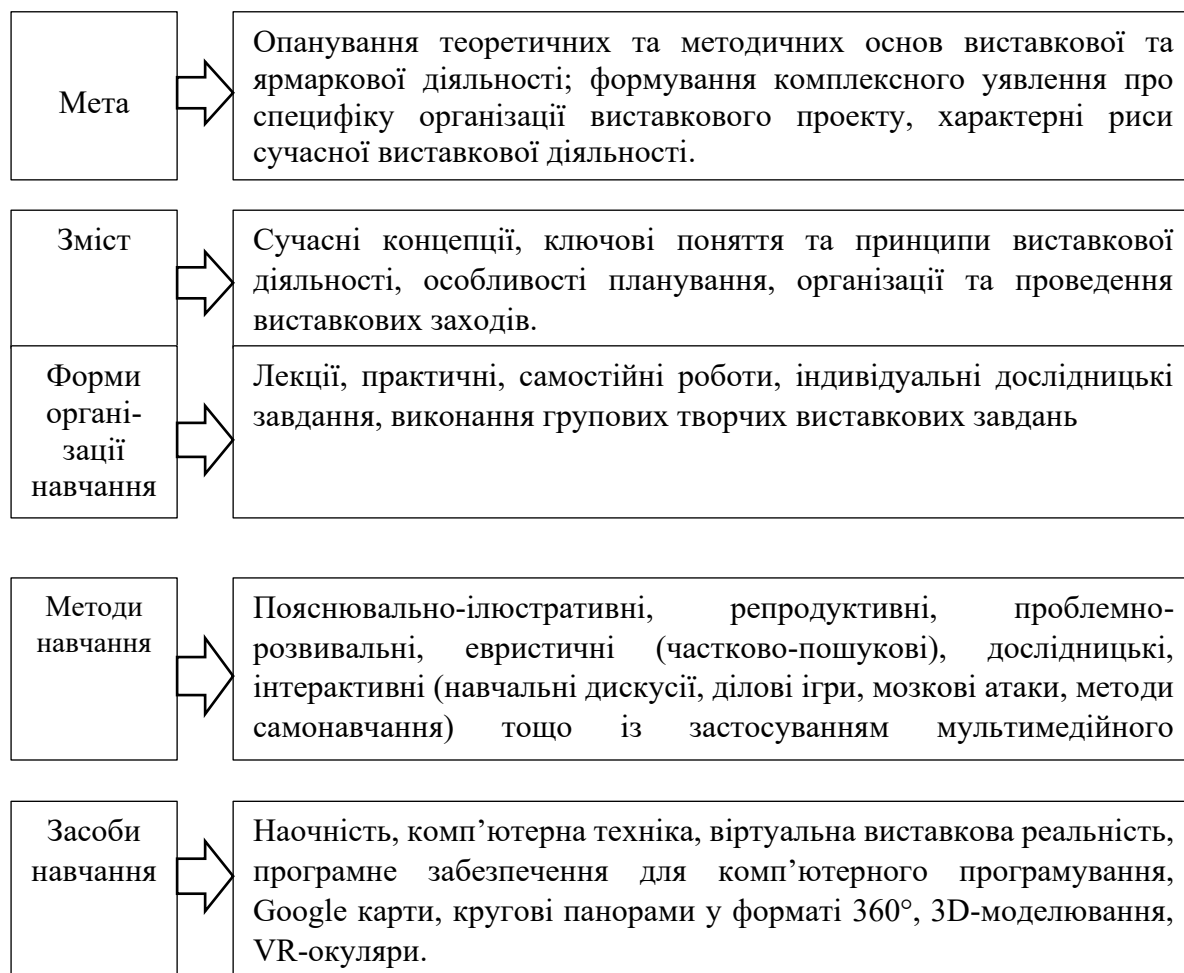 Мета
Опанування теоретичних та методичних основ виставкової та
ярмаркової діяльності; формування комплексного уявлення про
специфіку організації виставкового проекту, характерні риси
сучасної виставкової діяльності.
Зміст
Сучасні концепції, ключові поняття та принципи виставкової
діяльності, особливості планування, організації та проведення
виставкових заходів.
Форми
органі-
зації
навчання
Лекції, практичні, самостійні роботи, індивідуальні дослідницькі
завдання, виконання групових творчих виставкових завдань
Методи
навчання
Пояснювально-ілюстративні, репродуктивні, проблемно-
розвивальні, евристичні (частково-пошукові), дослідницькі,
інтерактивні (навчальні дискусії, ділові ігри, мозкові атаки, методи
самонавчання) тощо із застосуванням мультимедійного
Засоби
навчання
Наочність, комп’ютерна техніка, віртуальна виставкова реальність,
програмне забезпечення для комп’ютерного програмування,
Google карти, кругові панорами у форматі 360°, 3D-моделювання,
VR-окуляри.